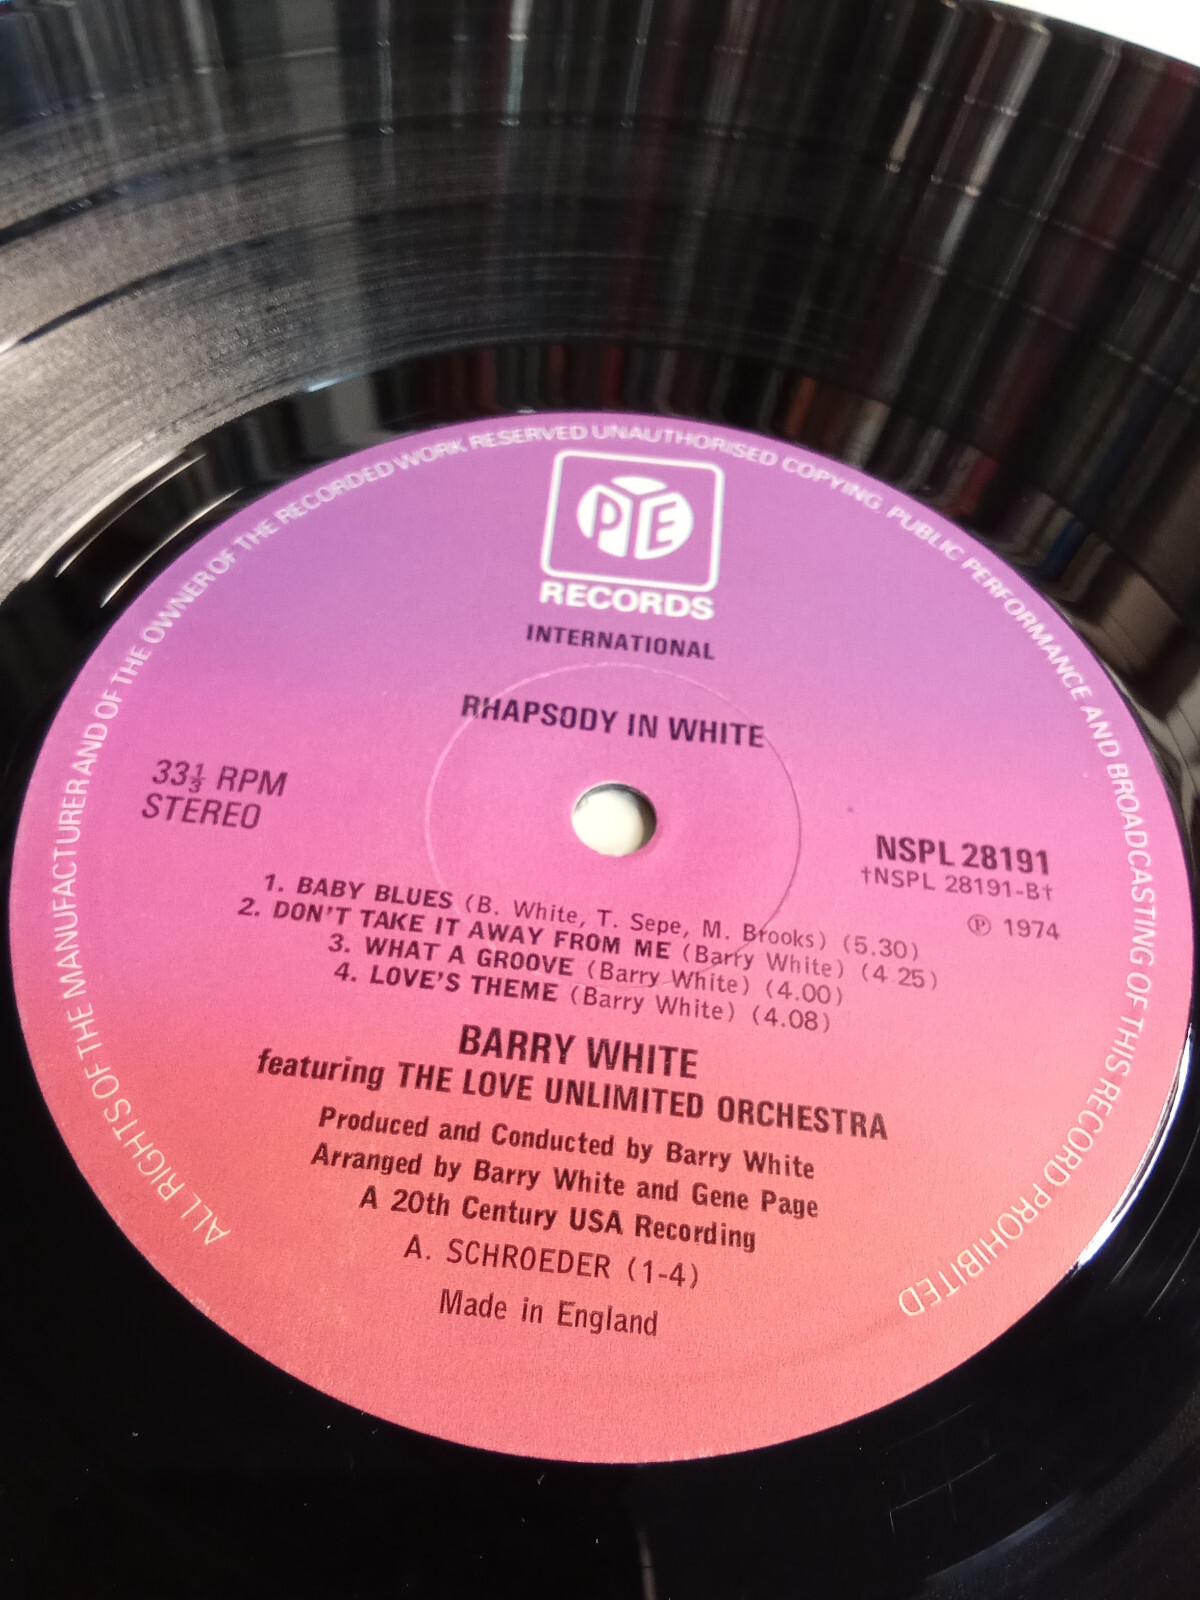 ALL RIGHTS OF THE MANUFACTURER AND OF THE OWNER OF THE RECORDED WORK RESERVED UNAUTHORISED COPYING, PUBLIC PERFORMANCE AND BROADCASTING OF THIS RECORD PROHIBITED
PYE
RECORDS
INTERNATIONAL
RHAPSODY IN WHITE
33⅓ RPM
STEREO
NSPL 28191
†NSPL 28191-B†
℗ 1974
1. BABY BLUES (B. White, T. Sepe, M. Brooks) (5.30)
2. DON'T TAKE IT AWAY FROM ME (Barry White) (4 25)
3. WHAT A GROOVE (Barry White) (4.00)
4. LOVE'S THEME (Barry White) (4.08)
BARRY WHITE
featuring THE LOVE UNLIMITED ORCHESTRA
Produced and Conducted by Barry White
Arranged by Barry White and Gene Page
A 20th Century USA Recording
A. SCHROEDER (1-4)
Made in England